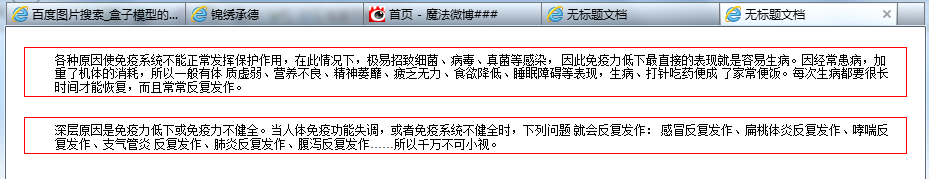 百度图片搜索_盒子模型的...
锦绣承德
首页 - 魔法微博###
无标题文档
无标题文档
各种原因使免疫系统不能正常发挥保护作用，在此情况下，极易招致细菌、病毒、真菌等感染，因此免疫力低下最直接的表现就是容易生病。因经常患病，加
重了机体的消耗，所以一般有体 质虚弱、营养不良、精神萎靡、疲乏无力、食欲降低、睡眠障碍等表现，生病、打针吃药便成 了家常便饭。每次生病都要很长
时间才能恢复，而且常常反复发作。
深层原因是免疫力低下或免疫力不健全。当人体免疫功能失调，或者免疫系统不健全时，下列问题 就会反复发作： 感冒反复发作、扁桃体炎反复发作、哮喘反
复发作、支气管炎 反复发作、肺炎反复发作、腹泻反复发作……所以千万不可小视。